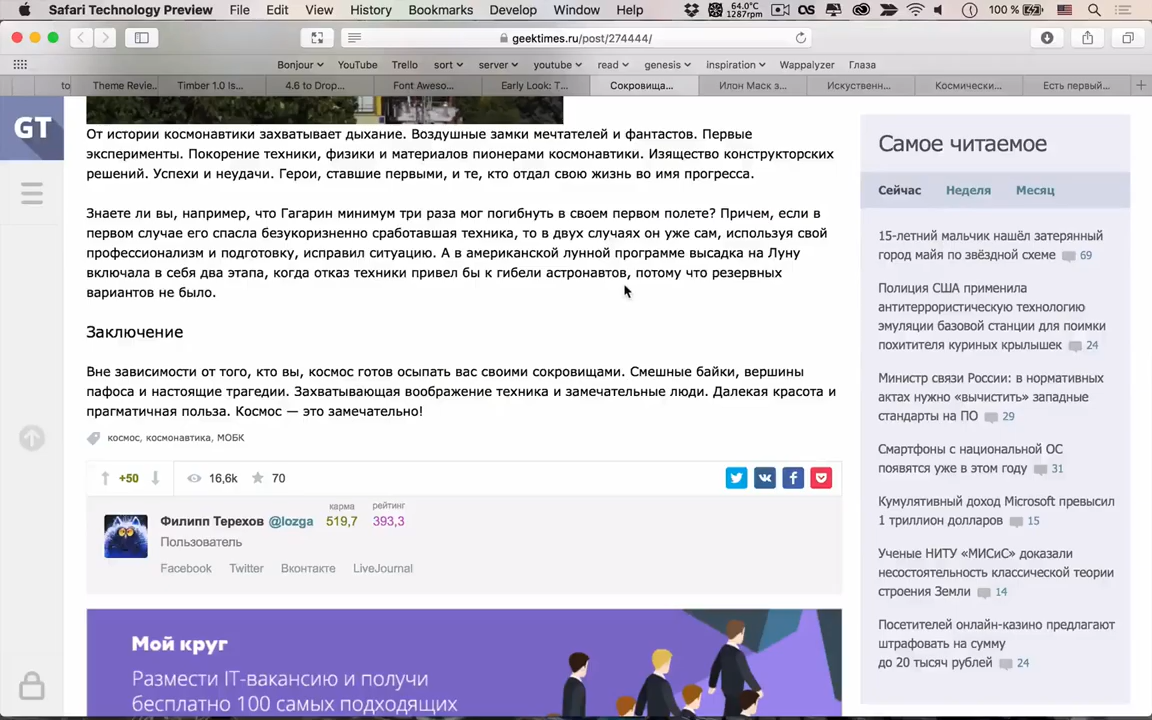 Safari Technology Preview File Edit View History Bookmarks Develop Window Help
64.0°C
1287rpm
100 %
geektimes.ru/post/274444/
Bonjour YouTube Trello sort server youtube read genesis inspiration Wappalyzer Глаза
to Theme Revie... Timber 1.0 Is... 4.6 to Drop... Font Aweso... Early Look: T... Сокровища... Илон Маск з... Искуственн... Космически... Есть первый...
GT
От истории космонавтики захватывает дыхание. Воздушные замки мечтателей и фантастов. Первые
эксперименты. Покорение техники, физики и материалов пионерами космонавтики. Изящество конструкторских
решений. Успехи и неудачи. Герои, ставшие первыми, и те, кто отдал свою жизнь во имя прогресса.
Знаете ли вы, например, что Гагарин минимум три раза мог погибнуть в своем первом полете? Причем, если в
первом случае его спасла безукоризненно сработавшая техника, то в двух случаях он уже сам, используя свой
профессионализм и подготовку, исправил ситуацию. А в американской лунной программе высадка на Луну
включала в себя два этапа, когда отказ техники привел бы к гибели астронавтов, потому что резервных
вариантов не было.
Заключение
Вне зависимости от того, кто вы, космос готов осыпать вас своими сокровищами. Смешные байки, вершины
пафоса и настоящие трагедии. Захватывающая воображение техника и замечательные люди. Далекая красота и
прагматичная польза. Космос — это замечательно!
космос, космонавтика, МОБК
+50 16,6k 70
карма рейтинг
Филипп Терехов @lozga 519,7 393,3
Пользователь
Facebook Twitter Вконтакте LiveJournal
Мой круг
Размести IT-вакансию и получи
бесплатно 100 самых подходящих
Самое читаемое
Сейчас Неделя Месяц
15-летний мальчик нашёл затерянный
город майя по звёздной схеме 69
Полиция США применила
антитеррористическую технологию
эмуляции базовой станции для поимки
похитителя куриных крылышек 24
Министр связи России: в нормативных
актах нужно «вычистить» западные
стандарты на ПО 29
Смартфоны с национальной ОС
появятся уже в этом году 31
Кумулятивный доход Microsoft превысил
1 триллион долларов 15
Ученые НИТУ «МИСиС» доказали
несостоятельность классической теории
строения Земли 14
Посетителей онлайн-казино предлагают
штрафовать на сумму
до 20 тысяч рублей 24